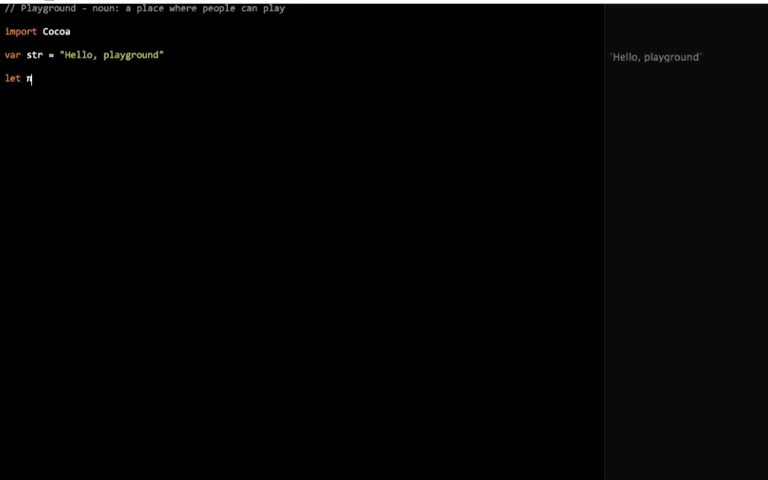 // Playground - noun: a place where people can play
import Cocoa
var str = "Hello, playground"
"Hello, playground"
let n